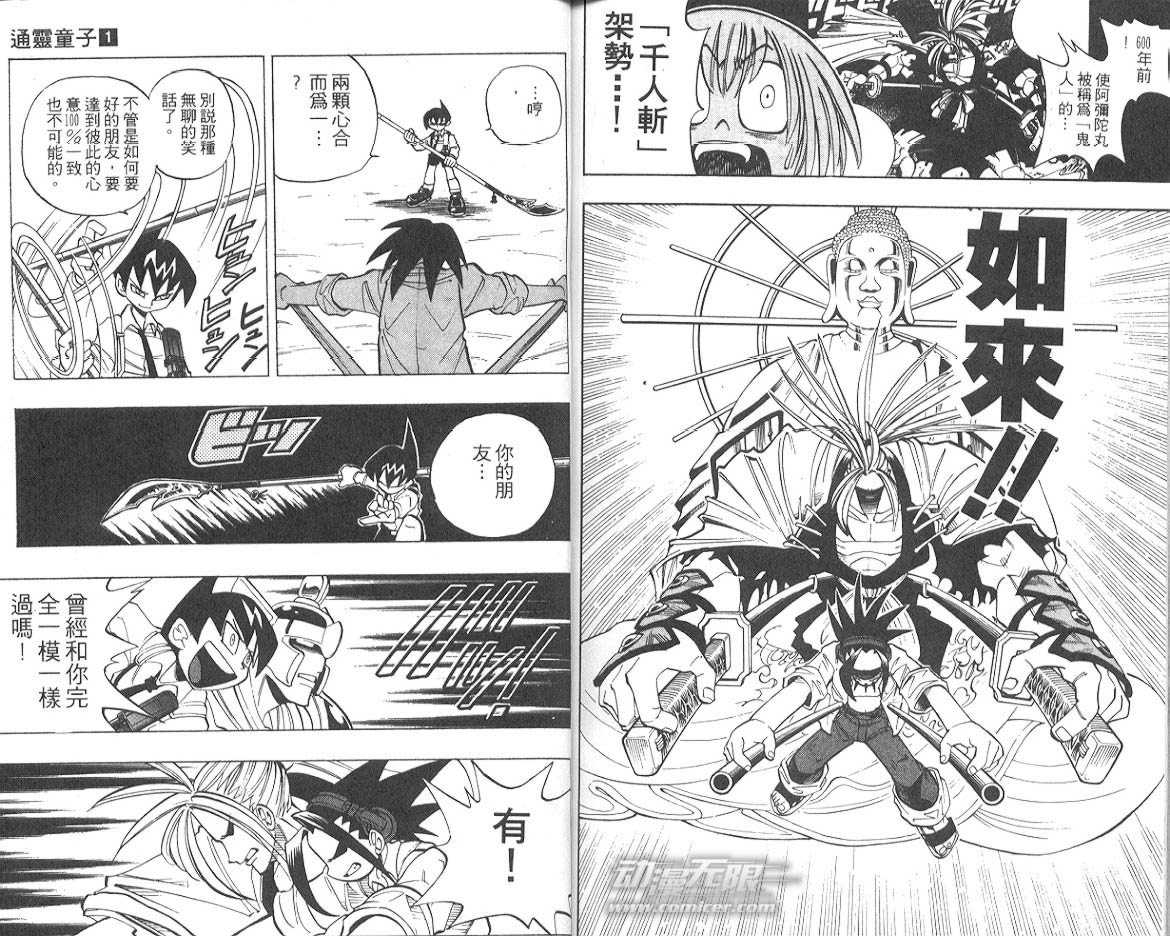 600年前！
使阿彌陀丸
被稱爲「鬼
人」的…
「千人斬」
架勢…！
如來!!
通靈童子1
…哼，
兩顆心合
而爲一…
？
別説那種
無聊的笑
話了。
不管是如何要
好的朋友，要
達到彼此的心
意100%一致
也不可能的。
ヒュン
ヒュン
ヒュン
你的朋
友…
ビッ
曾經和你完
全一模一樣
過嗎！
有！
动漫无限
www.comicer.com